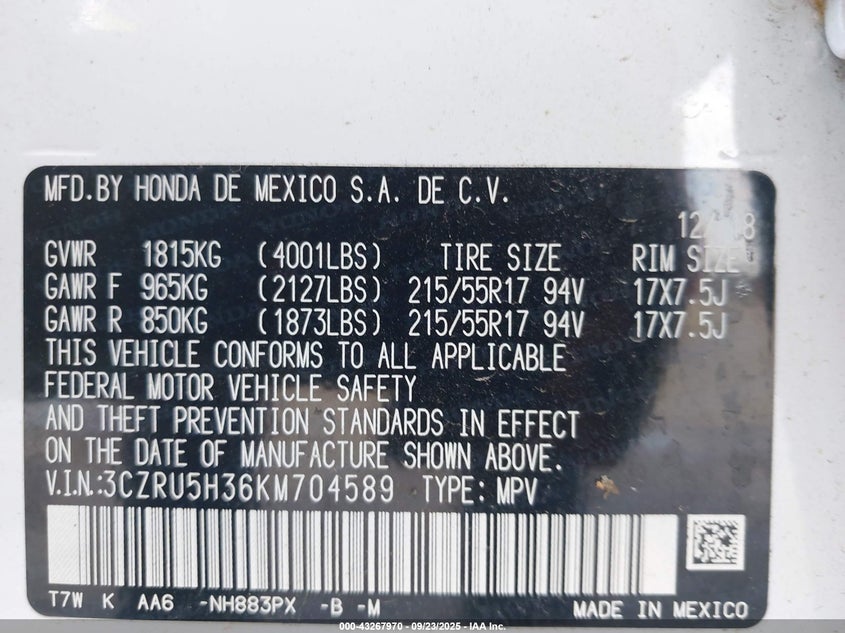 MFD.BY HONDA DE MEXICO S.A. DE C.V.
GVWR 1815KG (4001LBS) TIRE SIZE RIM SIZE
GAWR F 965KG (2127LBS) 215/55R17 94V 17X7.5J
GAWR R 850KG (1873LBS) 215/55R17 94V 17X7.5J
THIS VEHICLE CONFORMS TO ALL APPLICABLE
FEDERAL MOTOR VEHICLE SAFETY
AND THEFT PREVENTION STANDARDS IN EFFECT
ON THE DATE OF MANUFACTURE SHOWN ABOVE.
V.I.N.:3CZRU5H36KM704589 TYPE: MPV
T7W K AA6 -NH883PX -B -M MADE IN MEXICO
000-43267970 - 09/23/2025 - IAA Inc.